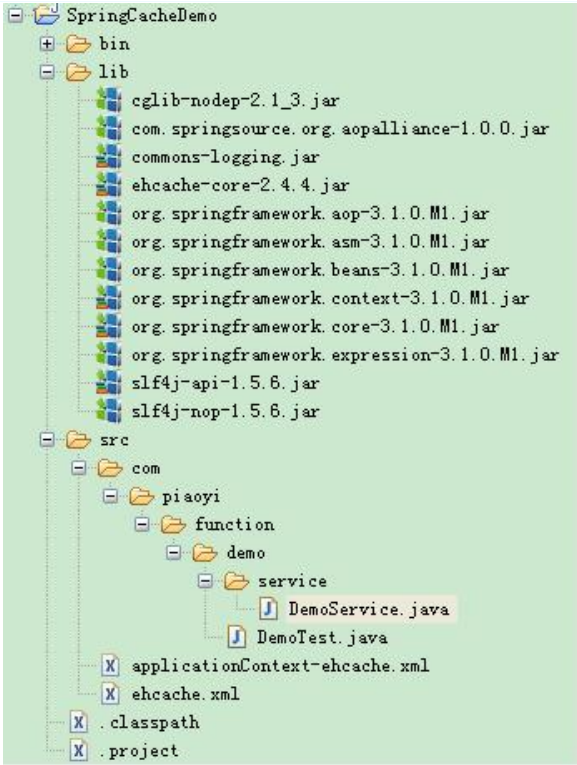 SpringCacheDemo
bin
lib
cglib-nodep-2.1_3.jar
com.springsource.org.aopalliance-1.0.0.jar
commons-logging.jar
ehcache-core-2.4.4.jar
org.springframework.aop-3.1.0.M1.jar
org.springframework.asm-3.1.0.M1.jar
org.springframework.beans-3.1.0.M1.jar
org.springframework.context-3.1.0.M1.jar
org.springframework.core-3.1.0.M1.jar
org.springframework.expression-3.1.0.M1.jar
slf4j-api-1.5.6.jar
slf4j-nop-1.5.6.jar
src
com
piaoyi
function
demo
service
DemoService.java
DemoTest.java
applicationContext-ehcache.xml
ehcache.xml
.classpath
.project